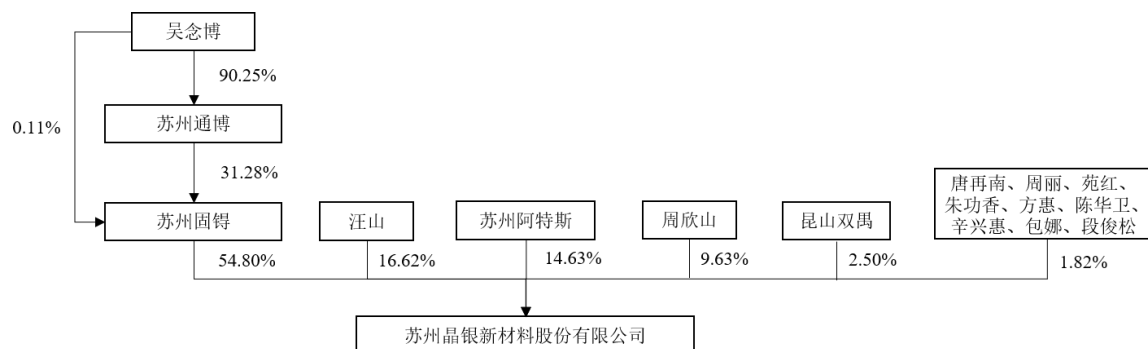 吴念博
90.25%
0.11%
苏州通博
31.28%
苏州固锝
汪山
苏州阿特斯
周欣山
昆山双禺
唐再南、周丽、苑红、
朱功香、方惠、陈华卫、
辛兴惠、包娜、段俊松
54.80%
16.62%
14.63%
9.63%
2.50%
1.82%
苏州晶银新材料股份有限公司